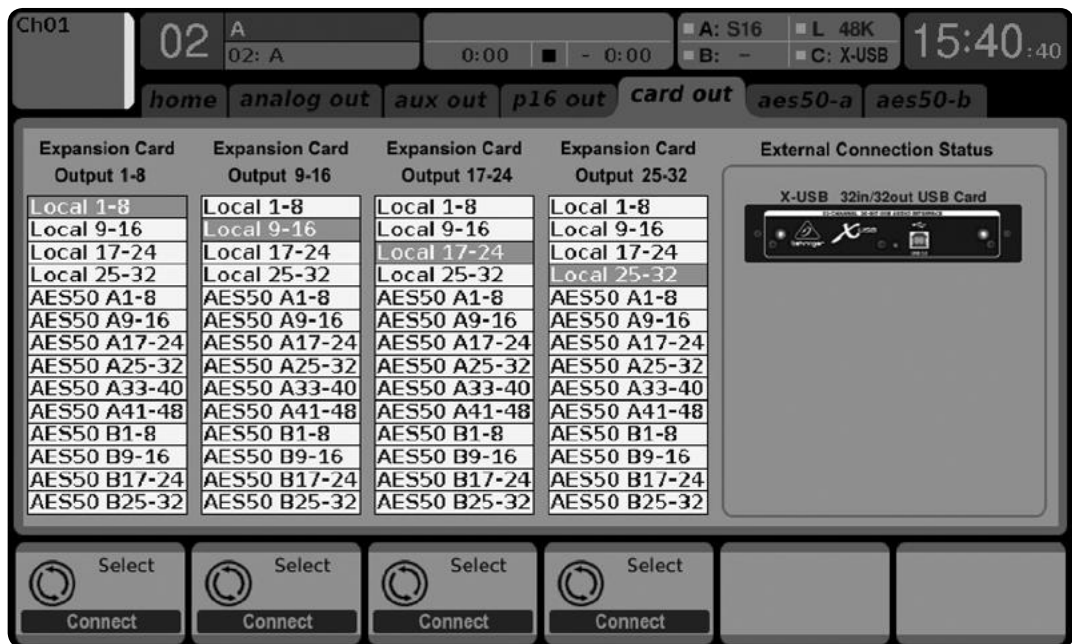 Ch01
02
A
02: A
0:00 - 0:00
A: S16
B: -
L 48K
C: X-USB
15:40:40
home analog out aux out p16 out card out aes50-a aes50-b
Expansion Card Output 1-8
Local 1-8
Local 9-16
Local 17-24
Local 25-32
AES50 A1-8
AES50 A9-16
AES50 A17-24
AES50 A25-32
AES50 A33-40
AES50 A41-48
AES50 B1-8
AES50 B9-16
AES50 B17-24
AES50 B25-32
Expansion Card Output 9-16
Local 1-8
Local 9-16
Local 17-24
Local 25-32
AES50 A1-8
AES50 A9-16
AES50 A17-24
AES50 A25-32
AES50 A33-40
AES50 A41-48
AES50 B1-8
AES50 B9-16
AES50 B17-24
AES50 B25-32
Expansion Card Output 17-24
Local 1-8
Local 9-16
Local 17-24
Local 25-32
AES50 A1-8
AES50 A9-16
AES50 A17-24
AES50 A25-32
AES50 A33-40
AES50 A41-48
AES50 B1-8
AES50 B9-16
AES50 B17-24
AES50 B25-32
Expansion Card Output 25-32
Local 1-8
Local 9-16
Local 17-24
Local 25-32
AES50 A1-8
AES50 A9-16
AES50 A17-24
AES50 A25-32
AES50 A33-40
AES50 A41-48
AES50 B1-8
AES50 B9-16
AES50 B17-24
AES50 B25-32
External Connection Status
X-USB 32in/32out USB Card
behringer
X USB
Select
Connect
Select
Connect
Select
Connect
Select
Connect